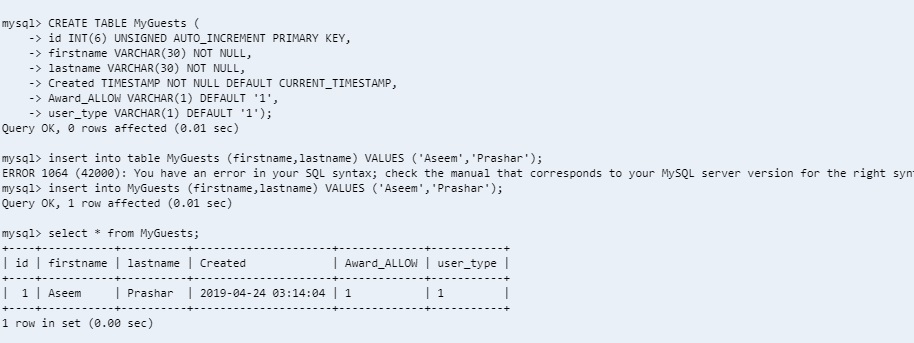 mysql> CREATE TABLE MyGuests (
    -> id INT(6) UNSIGNED AUTO_INCREMENT PRIMARY KEY,
    -> firstname VARCHAR(30) NOT NULL,
    -> lastname VARCHAR(30) NOT NULL,
    -> Created TIMESTAMP NOT NULL DEFAULT CURRENT_TIMESTAMP,
    -> Award_ALLOW VARCHAR(1) DEFAULT '1',
    -> user_type VARCHAR(1) DEFAULT '1');
Query OK, 0 rows affected (0.01 sec)
mysql> insert into table MyGuests (firstname,lastname) VALUES ('Aseem','Prashar');
ERROR 1064 (42000): You have an error in your SQL syntax; check the manual that corresponds to your MySQL server version for the right syn
mysql> insert into MyGuests (firstname,lastname) VALUES ('Aseem','Prashar');
Query OK, 1 row affected (0.01 sec)
mysql> select * from MyGuests;
+----+-----------+----------+---------------------+-------------+-----------+
| id | firstname | lastname | Created             | Award_ALLOW | user_type |
+----+-----------+----------+---------------------+-------------+-----------+
|  1 | Aseem     | Prashar  | 2019-04-24 03:14:04 | 1           | 1         |
+----+-----------+----------+---------------------+-------------+-----------+
1 row in set (0.00 sec)